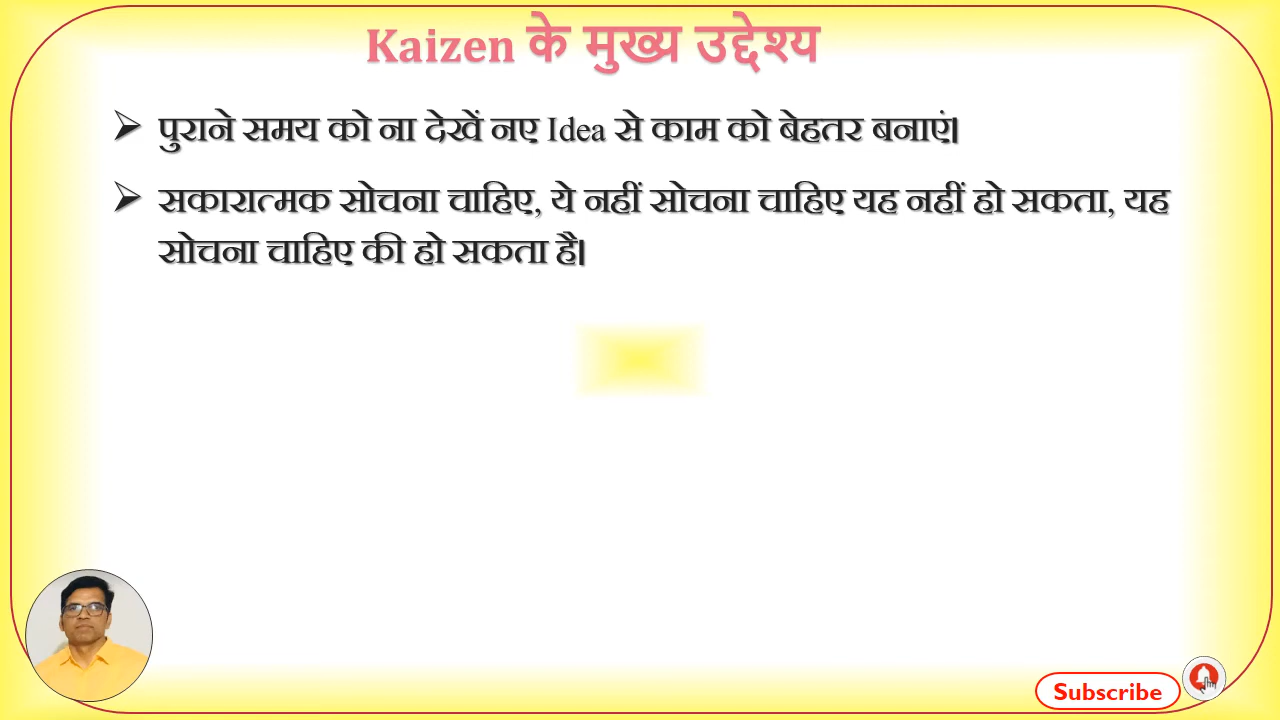 Kaizen के मुख्य उद्देश्य
पुराने समय को ना देखें नए Idea से काम को बेहतर बनाएं।
सकारात्मक सोचना चाहिए, ये नहीं सोचना चाहिए यह नहीं हो सकता, यह
सोचना चाहिए की हो सकता है।
Subscribe